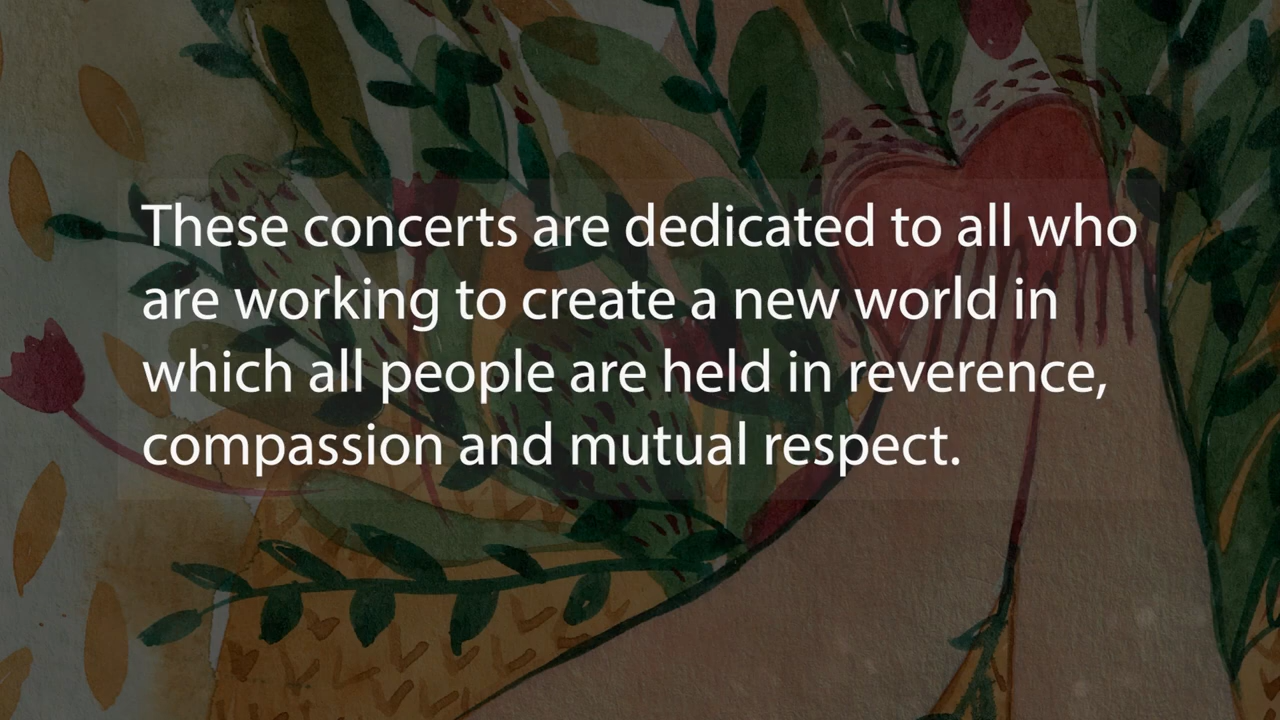 These concerts are dedicated to all who
are working to create a new world in
which all people are held in reverence,
compassion and mutual respect.